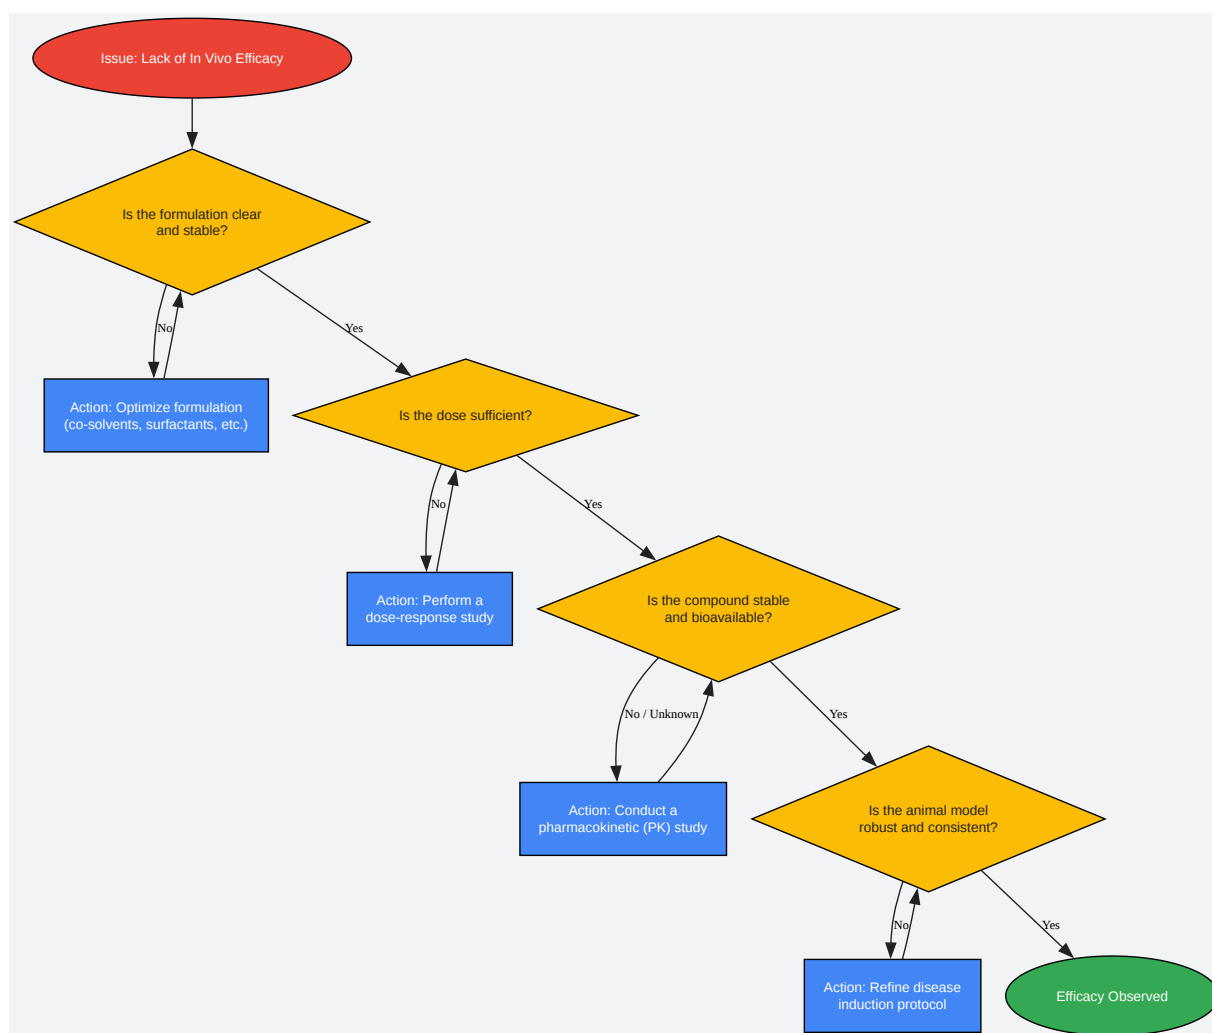 Issue: Lack of In Vivo Efficacy
Is the formulation clear
and stable?
No
Yes
Action: Optimize formulation
(co-solvents, surfactants, etc.)
Is the dose sufficient?
No
Yes
Action: Perform a
dose-response study
Is the compound stable
and bioavailable?
No / Unknown
Yes
Action: Conduct a
pharmacokinetic (PK) study
Is the animal model
robust and consistent?
No
Yes
Action: Refine disease
induction protocol
Efficacy Observed